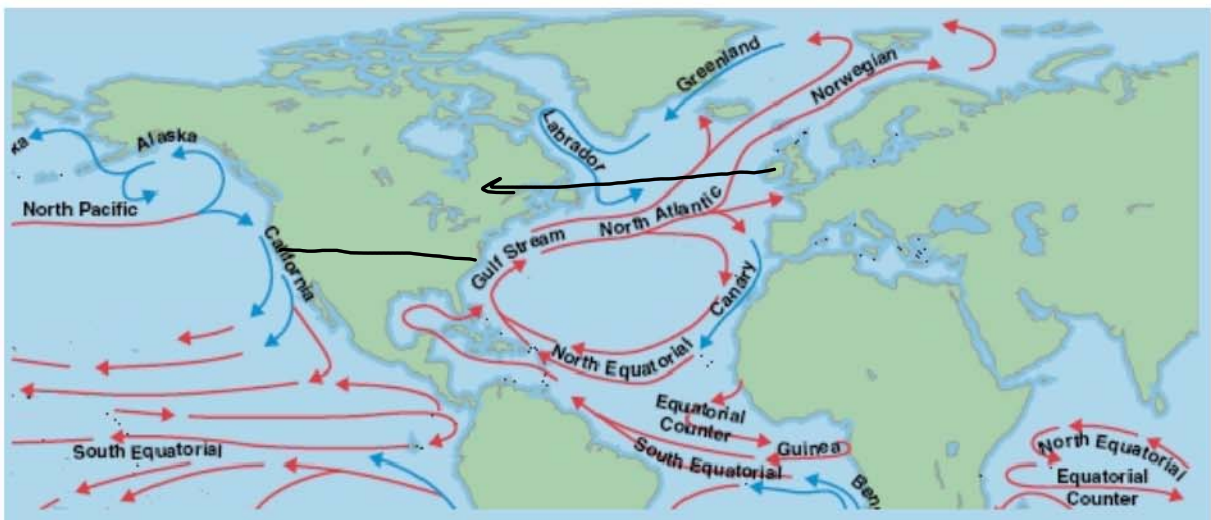 Greenland
Norwegian
Alaska
Labrador
North Pacific
North Atlantic
Gulf Stream
California
Canary
North Equatorial
Equatorial
Counter
South Equatorial
Guinea
South Equatorial
North Equatorial
Equatorial
Counter